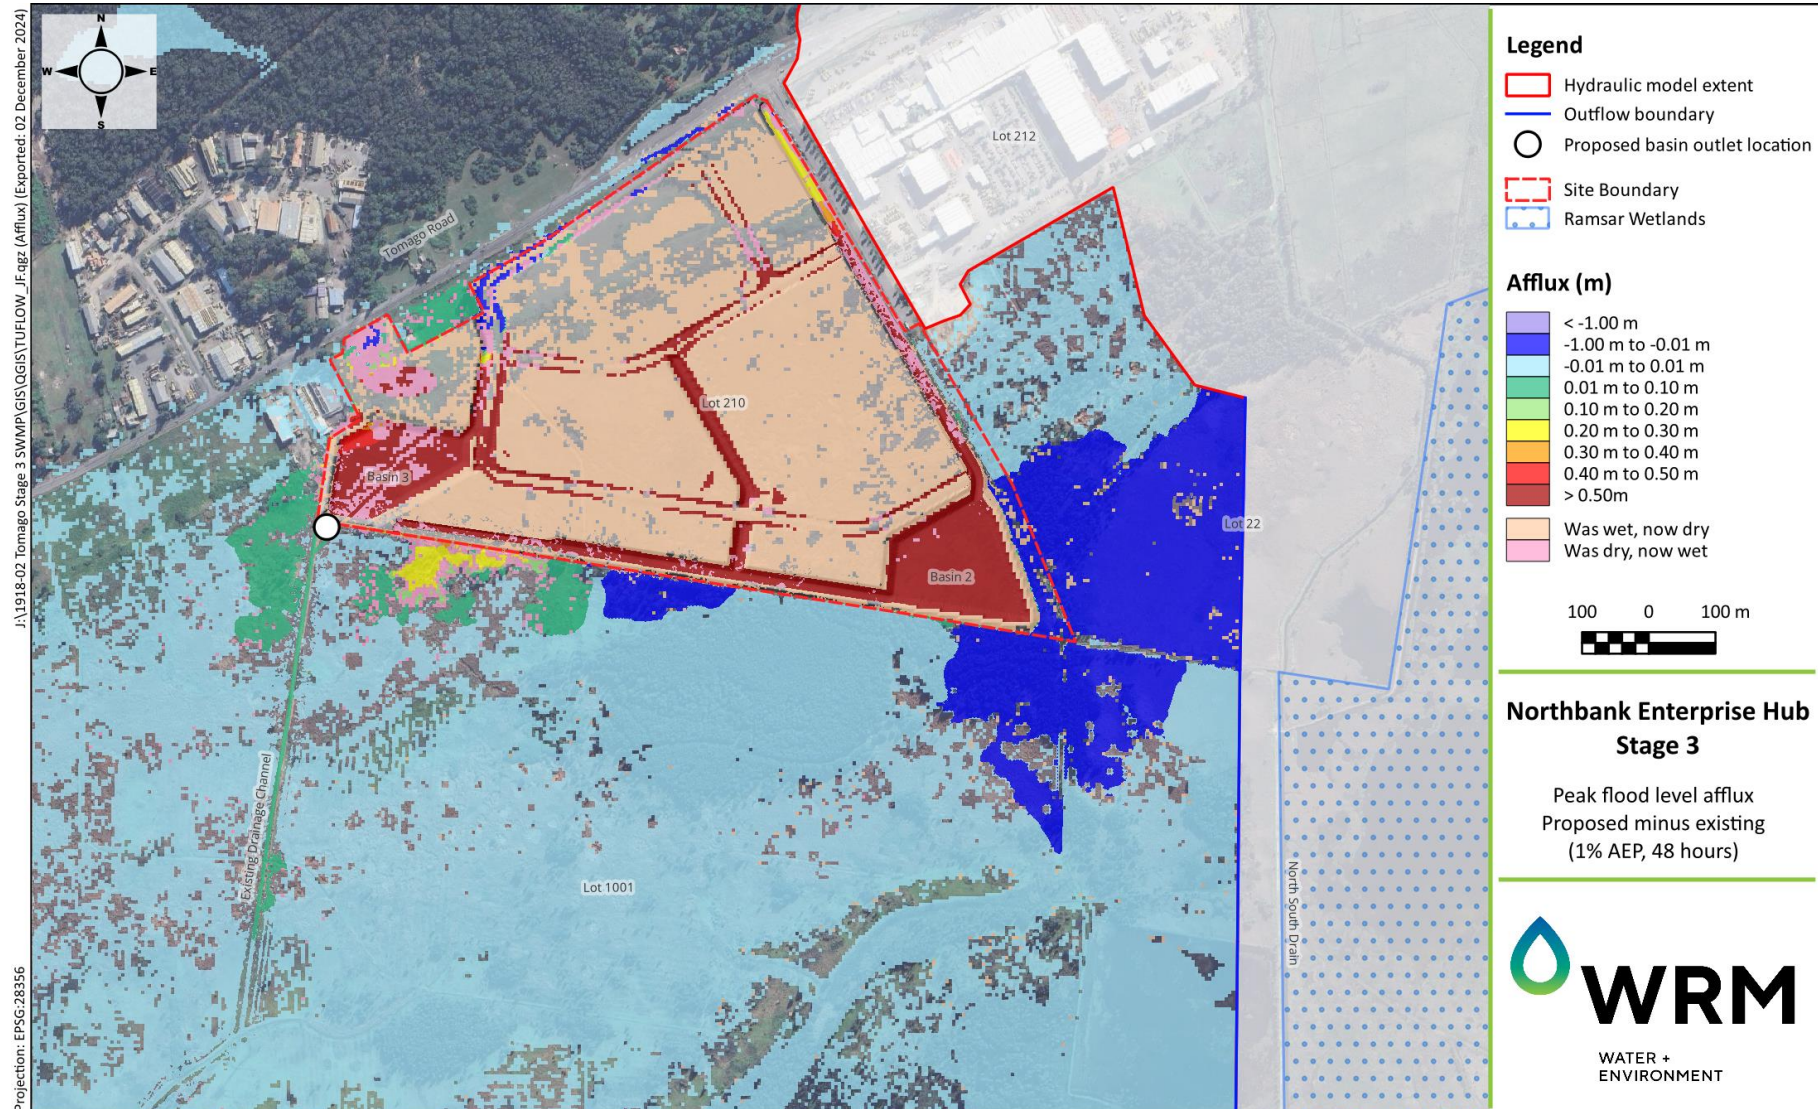 J:\1918-02 Tomago Stage 3 SWMP\GIS\QGIS\TUFLOW_JF.qgz (Afflux) (Exported: 02 December 2024)
Projection: EPSG:28356
N
W
E
S
Tomago Road
Lot 212
Lot 210
Basin 3
Basin 2
Lot 22
Existing Drainage Channel
Lot 1001
North South Drain
Legend
Hydraulic model extent
Outflow boundary
Proposed basin outlet location
Site Boundary
Ramsar Wetlands
Afflux (m)
< -1.00 m
-1.00 m to -0.01 m
-0.01 m to 0.01 m
0.01 m to 0.10 m
0.10 m to 0.20 m
0.20 m to 0.30 m
0.30 m to 0.40 m
0.40 m to 0.50 m
> 0.50m
Was wet, now dry
Was dry, now wet
100 0 100 m
Northbank Enterprise Hub
Stage 3
Peak flood level afflux
Proposed minus existing
(1% AEP, 48 hours)
WRM
WATER +
ENVIRONMENT